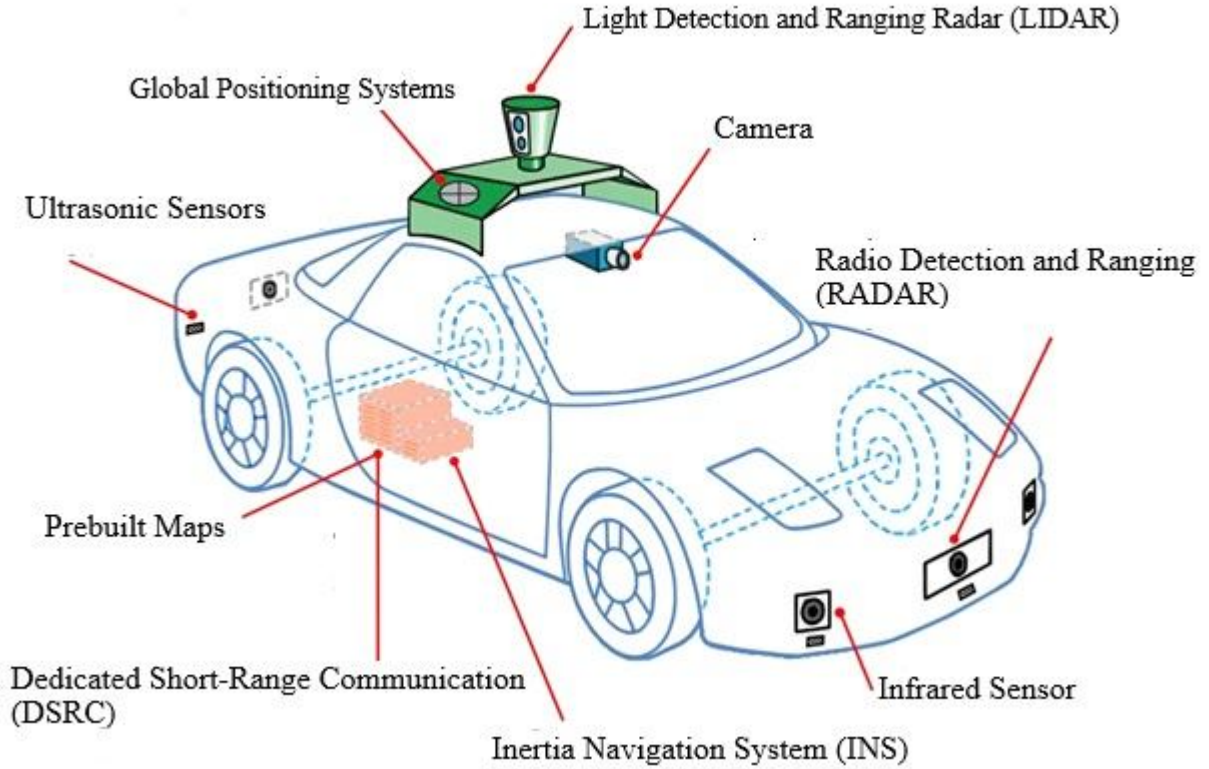 Light Detection and Ranging Radar (LIDAR)
Global Positioning Systems
Camera
Ultrasonic Sensors
Radio Detection and Ranging
(RADAR)
Prebuilt Maps
Dedicated Short-Range Communication
(DSRC)
Infrared Sensor
Inertia Navigation System (INS)